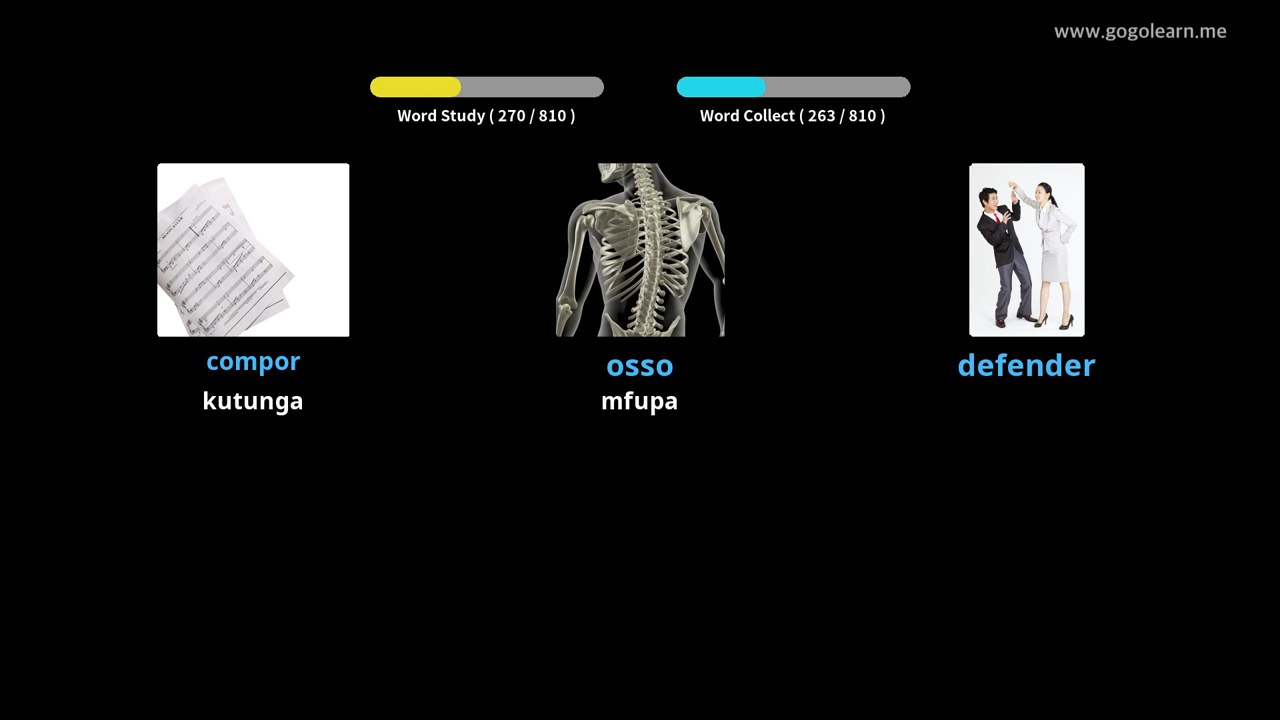 www.gogolearn.me
Word Study ( 270 / 810 )
Word Collect ( 263 / 810 )
compor
kutunga
osso
mfupa
defender